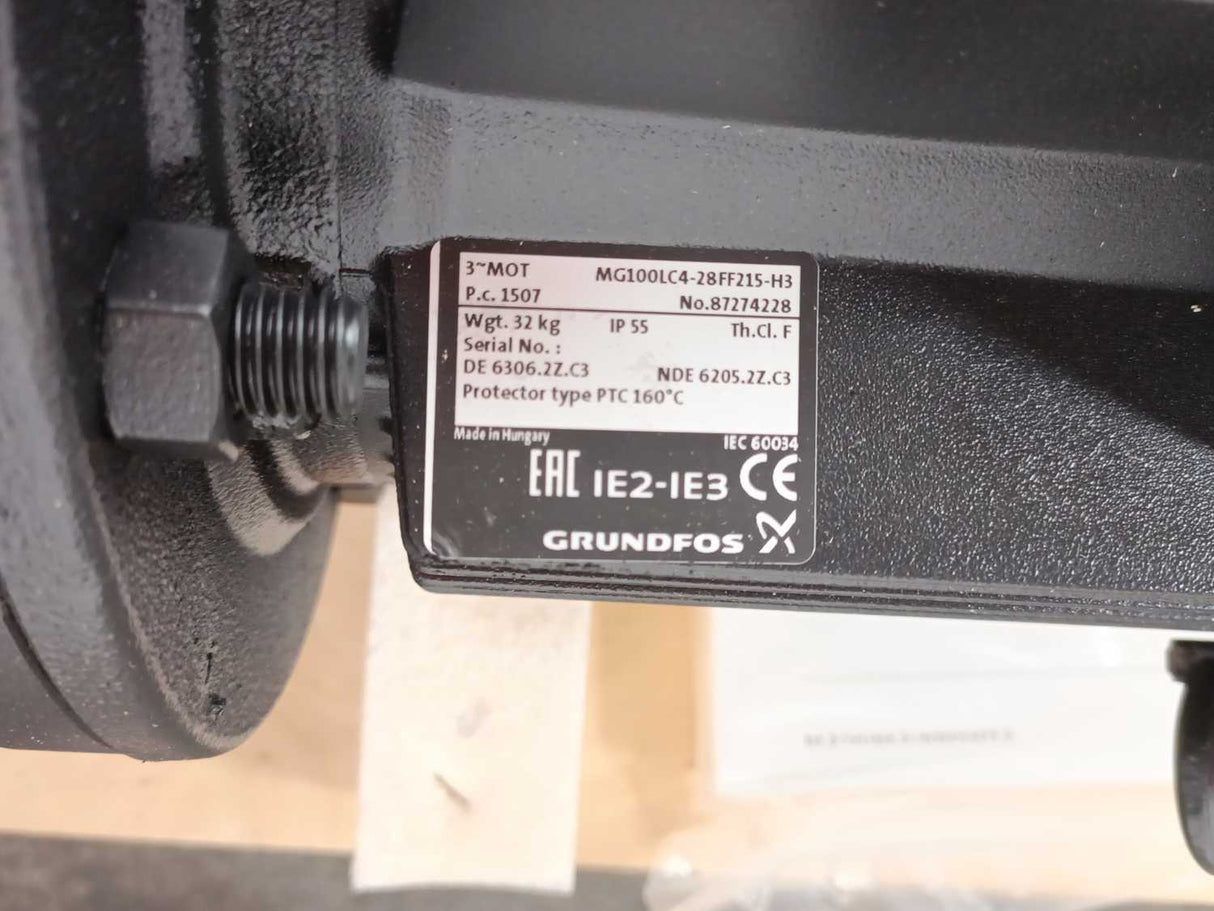 3~MOT MG100LC4-28FF215-H3
P.c. 1507 No.87274228
Wgt. 32 kg IP 55 Th.Cl. F
Serial No. :
DE 6306.2Z.C3 NDE 6205.2Z.C3
Protector type PTC 160°C
Made in Hungary IEC 60034
EAC IE2-IE3 CE
GRUNDFOS